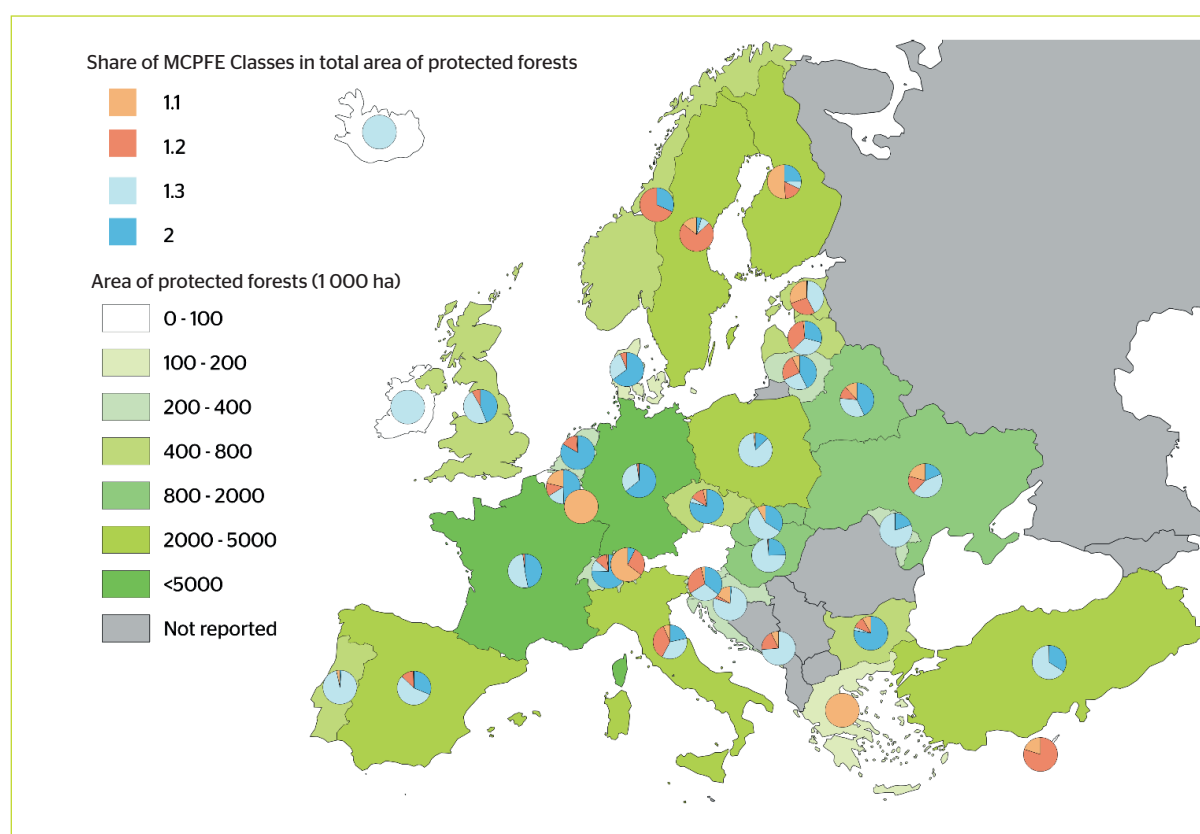 Share of MCPFE Classes in total area of protected forests
1.1
1.2
1.3
2
Area of protected forests (1 000 ha)
0 - 100
100 - 200
200 - 400
400 - 800
800 - 2000
2000 - 5000
<5000
Not reported